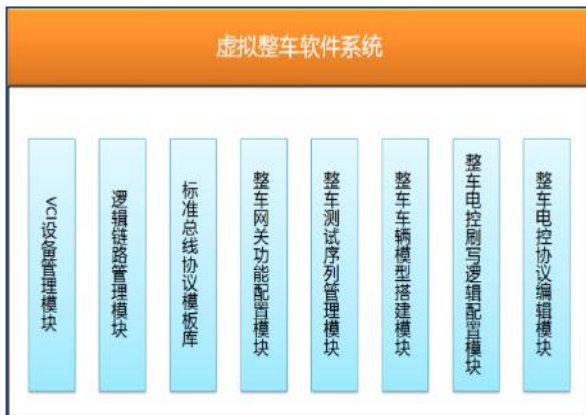 虚拟整车软件系统
VCI设备管理模块
逻辑链路管理模块
标准总线协议模板库
整车网关功能配置模块
整车测试序列管理模块
整车车辆模型搭建模块
整车电控刷写逻辑配置模块
整车电控协议编辑模块